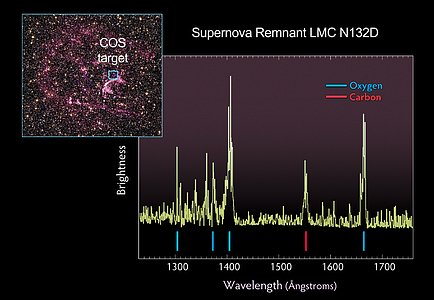 Supernova Remnant LMC N132D
COS
target
Oxygen
Carbon
Brightness
1300 1400 1500 1600 1700
Wavelength (Ångstroms)